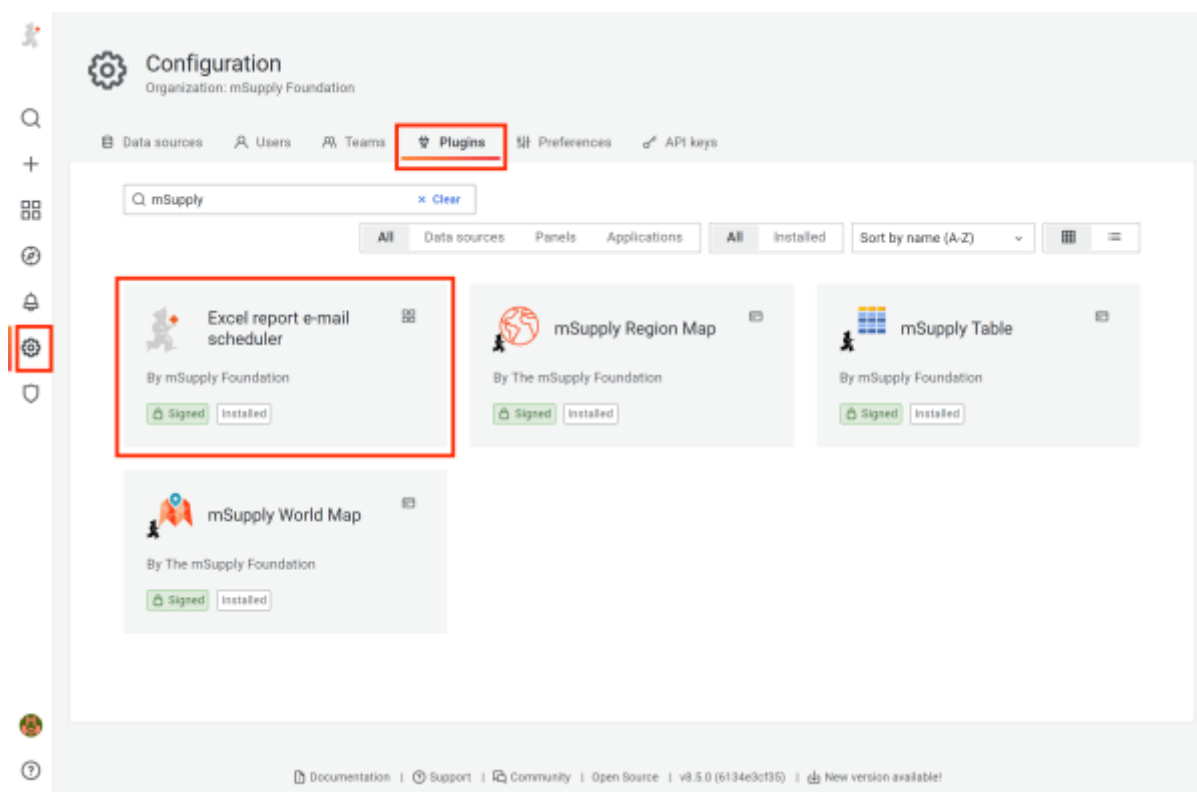 Configuration
Organization: mSupply Foundation
Data sources Users Teams Plugins Preferences API keys
mSupply × Clear
All Data sources Panels Applications All Installed Sort by name (A-Z)
Excel report e-mail
scheduler
By mSupply Foundation
Signed Installed
mSupply Region Map
By The mSupply Foundation
Signed Installed
mSupply Table
By mSupply Foundation
Signed Installed
mSupply World Map
By The mSupply Foundation
Signed Installed
Documentation | Support | Community | Open Source | v8.5.0 (6134e3cf35) | New version available!